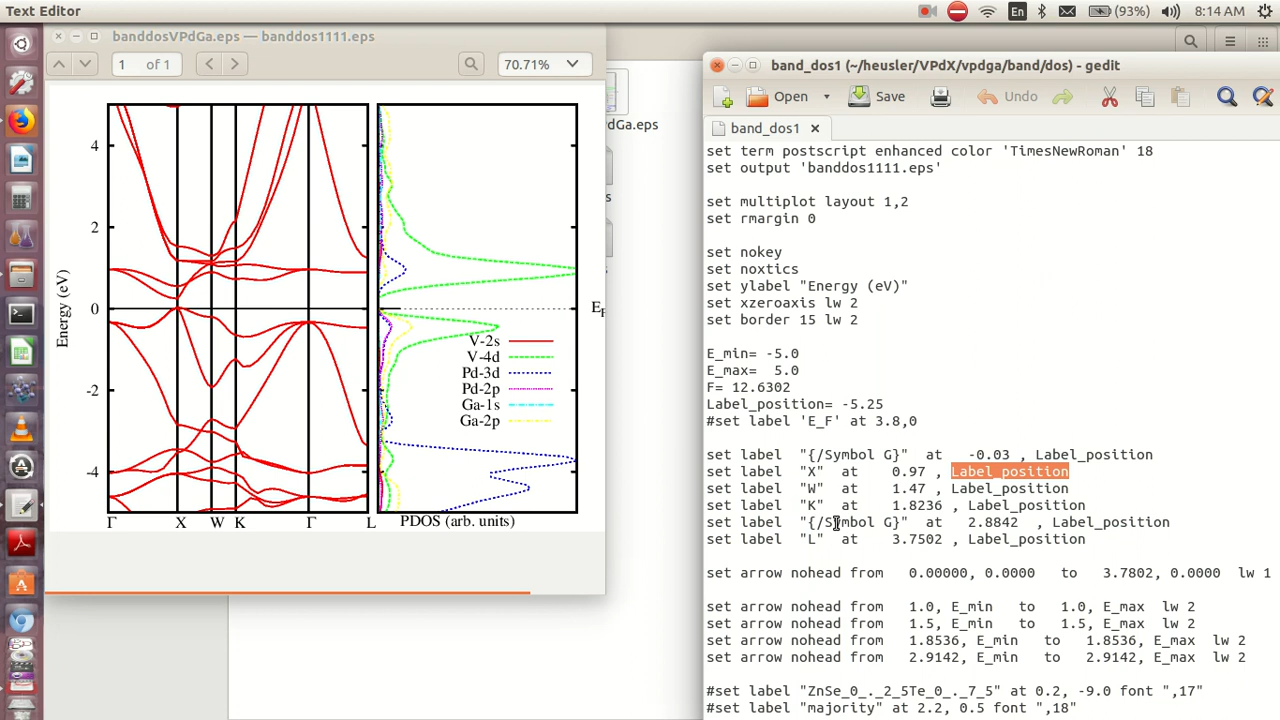 Text Editor
En
(93%)
8:14 AM
banddosVPdGa.eps — banddos1111.eps
1 of 1
70.71%
4
2
0
-2
-4
Energy (eV)
Γ X W K Γ L
PDOS (arb. units)
E_F
V-2s
V-4d
Pd-3d
Pd-2p
Ga-1s
Ga-2p
dGa.eps
s
band_dos1 (~/heusler/VPdX/vpdga/band/dos) - gedit
Open
Save
Undo
band_dos1
set term postscript enhanced color 'TimesNewRoman' 18
set output 'banddos1111.eps'
set multiplot layout 1,2
set rmargin 0
set nokey
set noxtics
set ylabel "Energy (eV)"
set xzeroaxis lw 2
set border 15 lw 2
E_min= -5.0
E_max=  5.0
F= 12.6302
Label_position= -5.25
#set label 'E_F' at 3.8,0
set label  "{/Symbol G}"  at   -0.03 , Label_position
set label  "X"  at    0.97 , Label_position
set label  "W"  at    1.47 , Label_position
set label  "K"  at    1.8236 , Label_position
set label  "{/Symbol G}"  at   2.8842  , Label_position
set label  "L"  at    3.7502 , Label_position
set arrow nohead from   0.00000, 0.0000   to   3.7802, 0.0000  lw 1
set arrow nohead from   1.0, E_min   to   1.0, E_max  lw 2
set arrow nohead from   1.5, E_min   to   1.5, E_max  lw 2
set arrow nohead from   1.8536, E_min   to   1.8536, E_max  lw 2
set arrow nohead from   2.9142, E_min   to   2.9142, E_max  lw 2
#set label "ZnSe_0_._2_5Te_0_._7_5" at 0.2, -9.0 font ",17"
#set label "majority" at 2.2, 0.5 font ",18"